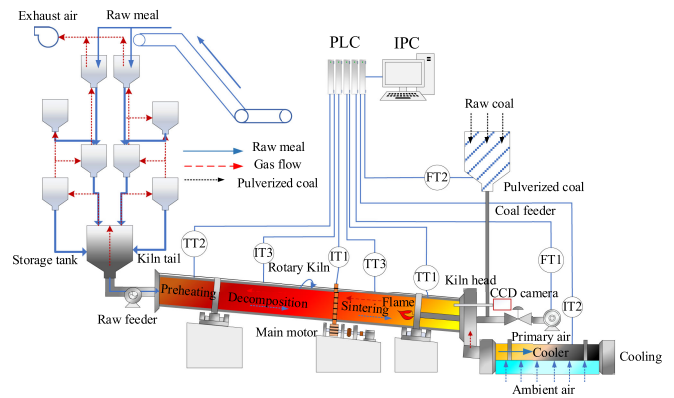 Exhaust air
Raw meal
PLC
IPC
Raw coal
Raw meal
Gas flow
Pulverized coal
FT2
Pulverized coal
Coal feeder
Storage tank
Kiln tail
TT2
IT3
IT1
TT3
TT1
FT1
IT2
Rotary Kiln
Kiln head
CCD camera
Preheating
Decomposition
Sintering
Flame
Raw feeder
Main motor
Primary air
Cooler
Cooling
Ambient air